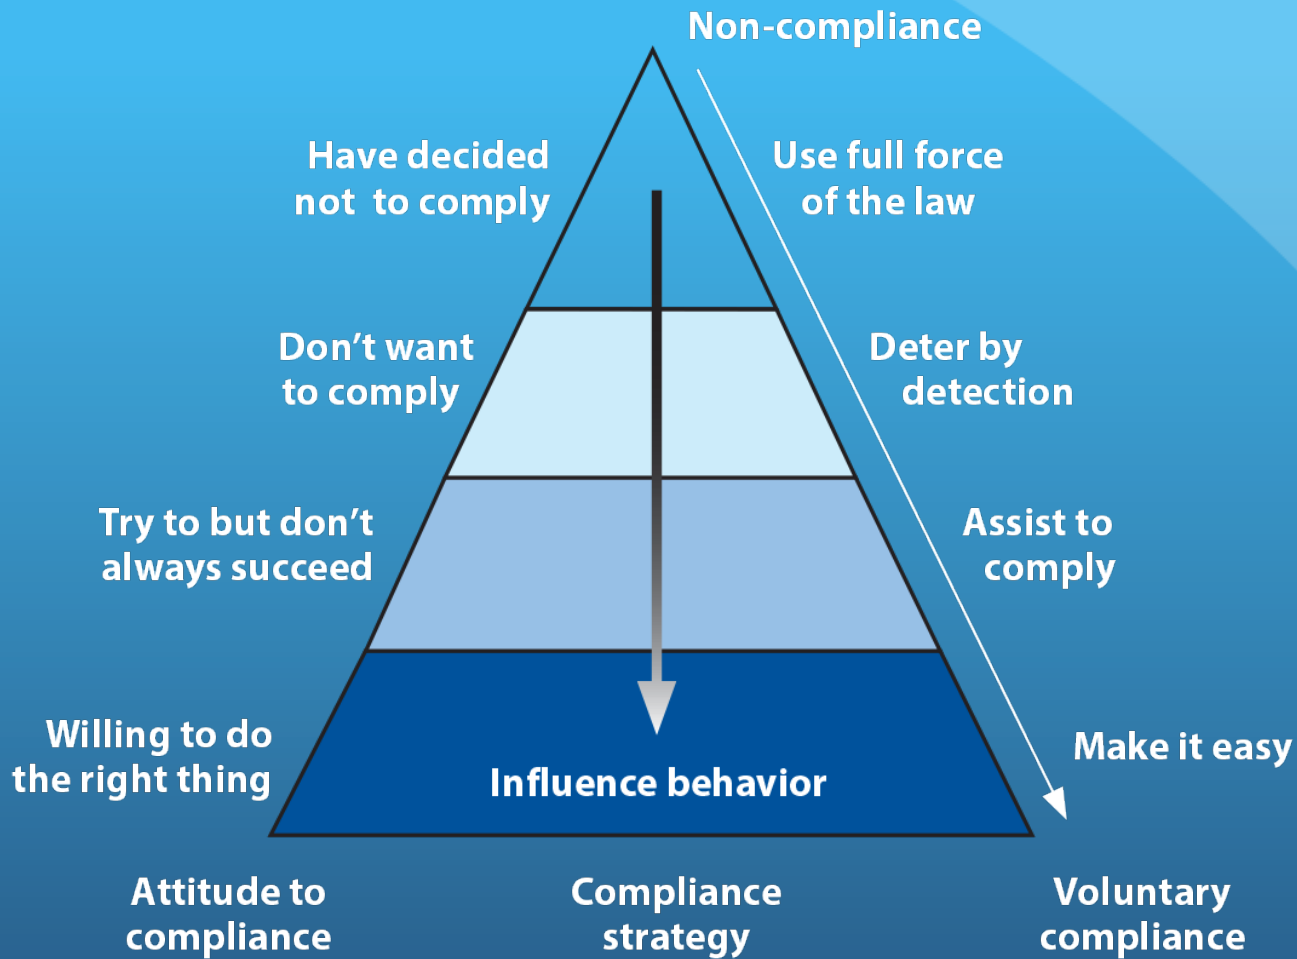 Non-compliance
Have decided
not to comply
Use full force
of the law
Don't want
to comply
Deter by
detection
Try to but don't
always succeed
Assist to
comply
Willing to do
the right thing
Make it easy
Influence behavior
Attitude to
compliance
Compliance
strategy
Voluntary
compliance